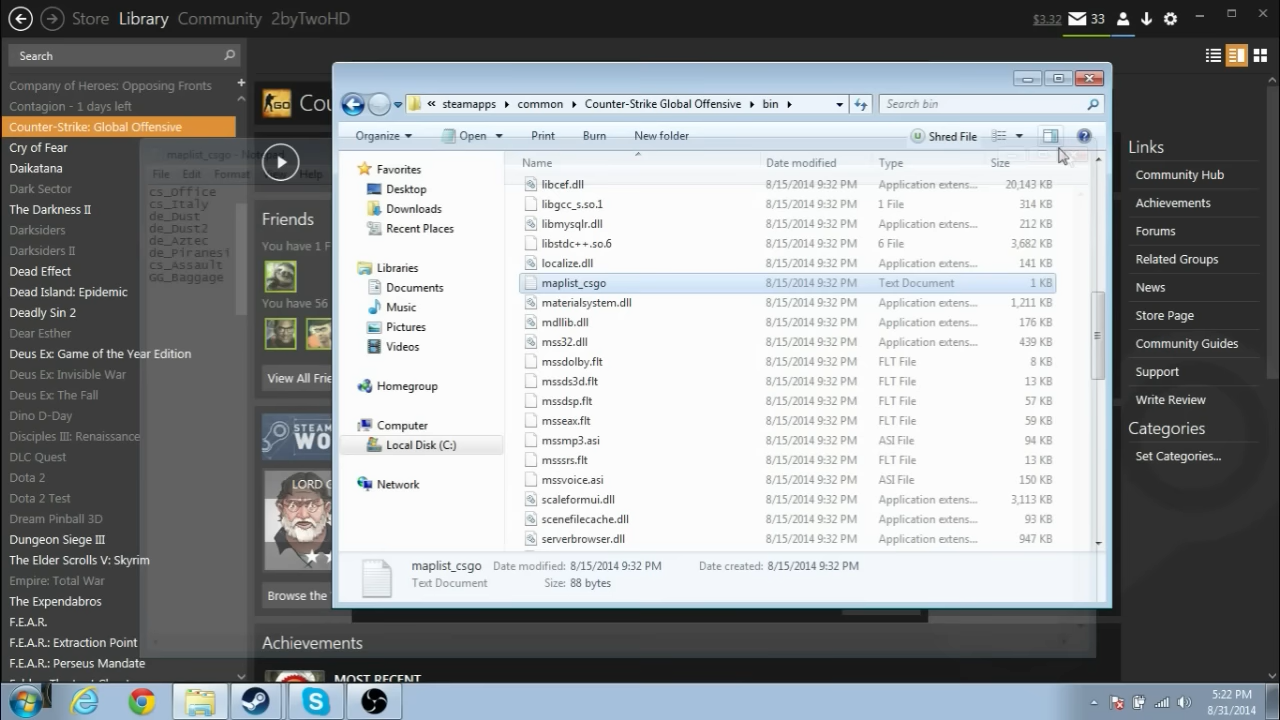 Store Library Community 2byTwoHD $3.32 33
Search
Company of Heroes: Opposing Fronts
Contagion - 1 days left
Counter-Strike: Global Offensive
Cry of Fear
Daikatana
Dark Sector
The Darkness II
Darksiders
Darksiders II
Dead Effect
Dead Island: Epidemic
Deadly Sin 2
Dear Esther
Deus Ex: Game of the Year Edition
Deus Ex: Invisible War
Deus Ex: The Fall
Dino D-Day
Disciples III: Renaissance
DLC Quest
Dota 2
Dota 2 Test
Dream Pinball 3D
Dungeon Siege III
The Elder Scrolls V: Skyrim
Empire: Total War
The Expendabros
F.E.A.R.
F.E.A.R.: Extraction Point
F.E.A.R.: Perseus Mandate
maplist_csgo - Notepad
File Edit Format Help
cs_Office
cs_Italy
de_Dust
de_Dust2
de_Aztec
de_Piranesi
cs_Assault
GG_Baggage
GO Cou
Friends
You have 1 F
You have 56
View All Frie
STEAM
WO
LORD G
Browse the
Achievements
MOST RECENT
« steamapps common Counter-Strike Global Offensive bin
Search bin
Organize Open Print Burn New folder Shred File
Favorites
Desktop
Downloads
Recent Places
Libraries
Documents
Music
Pictures
Videos
Homegroup
Computer
Local Disk (C:)
Network
Name Date modified Type Size
libcef.dll 8/15/2014 9:32 PM Application extens... 20,143 KB
libgcc_s.so.1 8/15/2014 9:32 PM 1 File 314 KB
libmysqlr.dll 8/15/2014 9:32 PM Application extens... 212 KB
libstdc++.so.6 8/15/2014 9:32 PM 6 File 3,682 KB
localize.dll 8/15/2014 9:32 PM Application extens... 141 KB
maplist_csgo 8/15/2014 9:32 PM Text Document 1 KB
materialsystem.dll 8/15/2014 9:32 PM Application extens... 1,211 KB
mdllib.dll 8/15/2014 9:32 PM Application extens... 176 KB
mss32.dll 8/15/2014 9:32 PM Application extens... 439 KB
mssdolby.flt 8/15/2014 9:32 PM FLT File 8 KB
mssds3d.flt 8/15/2014 9:32 PM FLT File 13 KB
mssdsp.flt 8/15/2014 9:32 PM FLT File 57 KB
msseax.flt 8/15/2014 9:32 PM FLT File 59 KB
mssmp3.asi 8/15/2014 9:32 PM ASI File 94 KB
msssrs.flt 8/15/2014 9:32 PM FLT File 13 KB
mssvoice.asi 8/15/2014 9:32 PM ASI File 150 KB
scaleformui.dll 8/15/2014 9:32 PM Application extens... 3,113 KB
scenefilecache.dll 8/15/2014 9:32 PM Application extens... 93 KB
serverbrowser.dll 8/15/2014 9:32 PM Application extens... 947 KB
maplist_csgo Date modified: 8/15/2014 9:32 PM Date created: 8/15/2014 9:32 PM
Text Document Size: 88 bytes
Links
Community Hub
Achievements
Forums
Related Groups
News
Store Page
Community Guides
Support
Write Review
Categories
Set Categories...
5:22 PM
8/31/2014